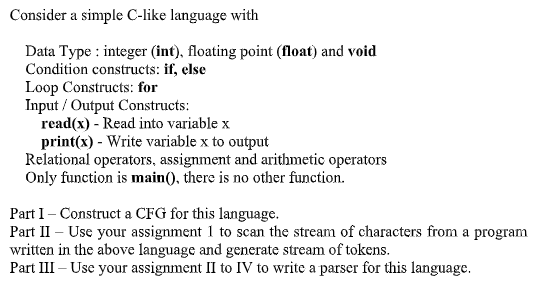 Consider a simple C-like language with
Data Type : integer (int), floating point (float) and void
Condition constructs: if, else
Loop Constructs: for
Input / Output Constructs:
read(x) - Read into variable x
print(x) - Write variable x to output
Relational operators, assignment and arithmetic operators
Only function is main(), there is no other function.
Part I – Construct a CFG for this language.
Part II – Use your assignment 1 to scan the stream of characters from a program
written in the above language and generate stream of tokens.
Part III – Use your assignment II to IV to write a parser for this language.